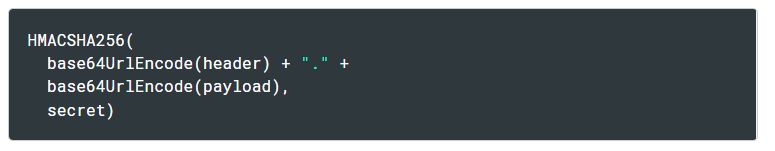 HMACSHA256(
  base64UrlEncode(header) + "." +
  base64UrlEncode(payload),
  secret)